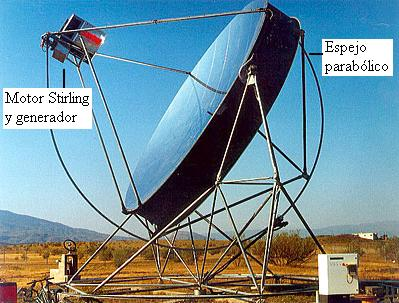 Espejo
parabólico
Motor Stirling
y generador